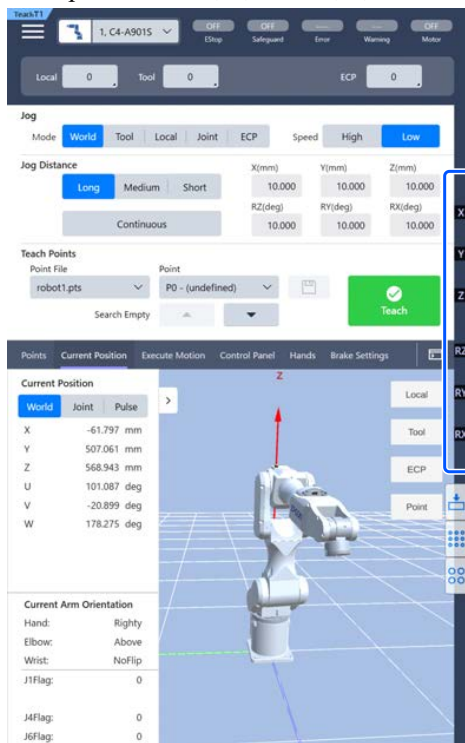 Teach T1
1, C4-A901S
OFF OFF ---- ---- OFF
EStop Safeguard Error Warning Motor
Local 0 Tool 0 ECP 0
Jog
Mode World Tool Local Joint ECP Speed High Low
Jog Distance X(mm) Y(mm) Z(mm)
Long Medium Short 10.000 10.000 10.000
RZ(deg) RY(deg) RX(deg)
Continuous 10.000 10.000 10.000
X
Y
Z
RZ
RY
RX
Teach Points
Point File Point
robot1.pts P0 - (undefined)
Search Empty Teach
Points Current Position Execute Motion Control Panel Hands Brake Settings
Current Position
World Joint Pulse
X -61.797 mm
Y 507.061 mm
Z 568.943 mm
U 101.087 deg
V -20.899 deg
W 178.275 deg
Z
Local
Tool
ECP
Point
Current Arm Orientation
Hand: Righty
Elbow: Above
Wrist: NoFlip
J1Flag: 0
J4Flag: 0
J6Flag: 0